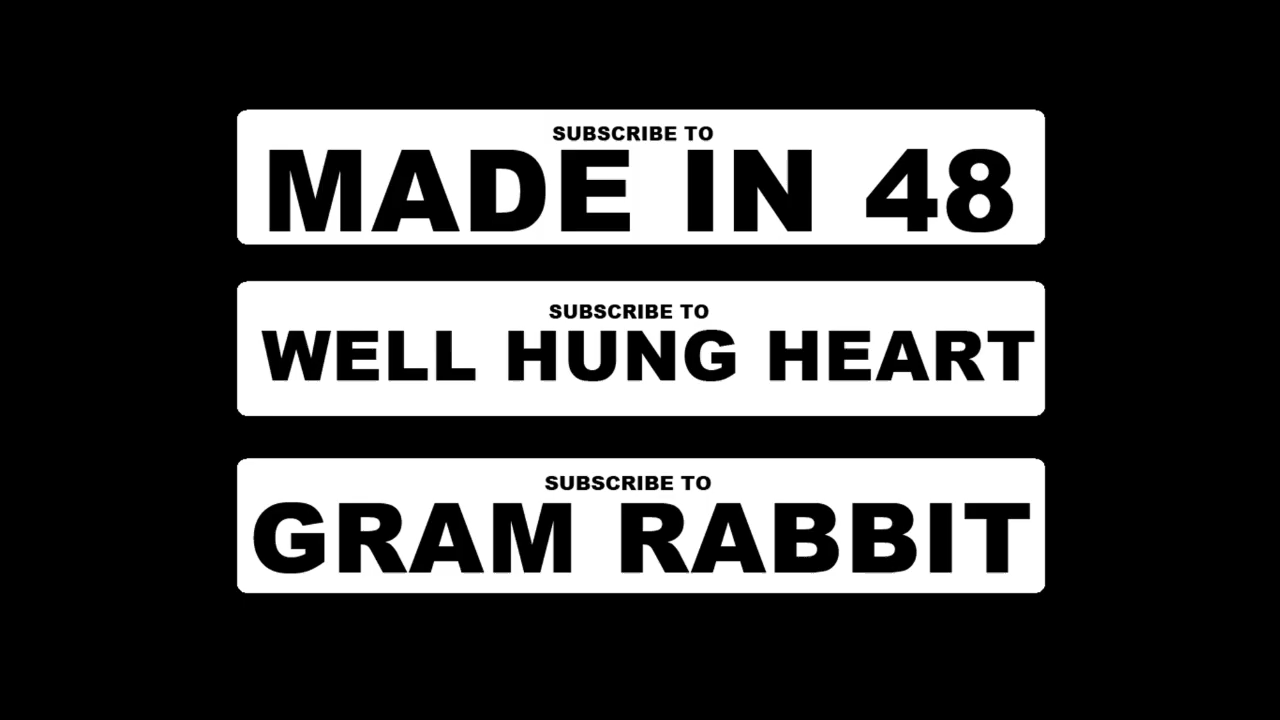 SUBSCRIBE TO
MADE IN 48
SUBSCRIBE TO
WELL HUNG HEART
SUBSCRIBE TO
GRAM RABBIT